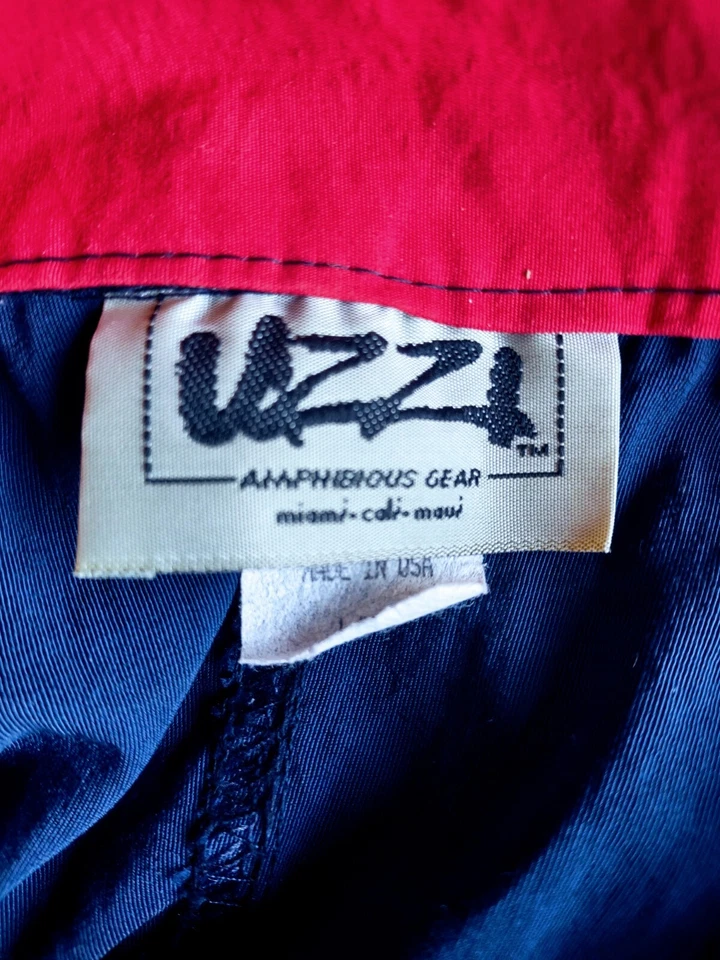 UZZI
TM
AMPHIBIOUS GEAR
miami-cali-maui
MADE IN USA